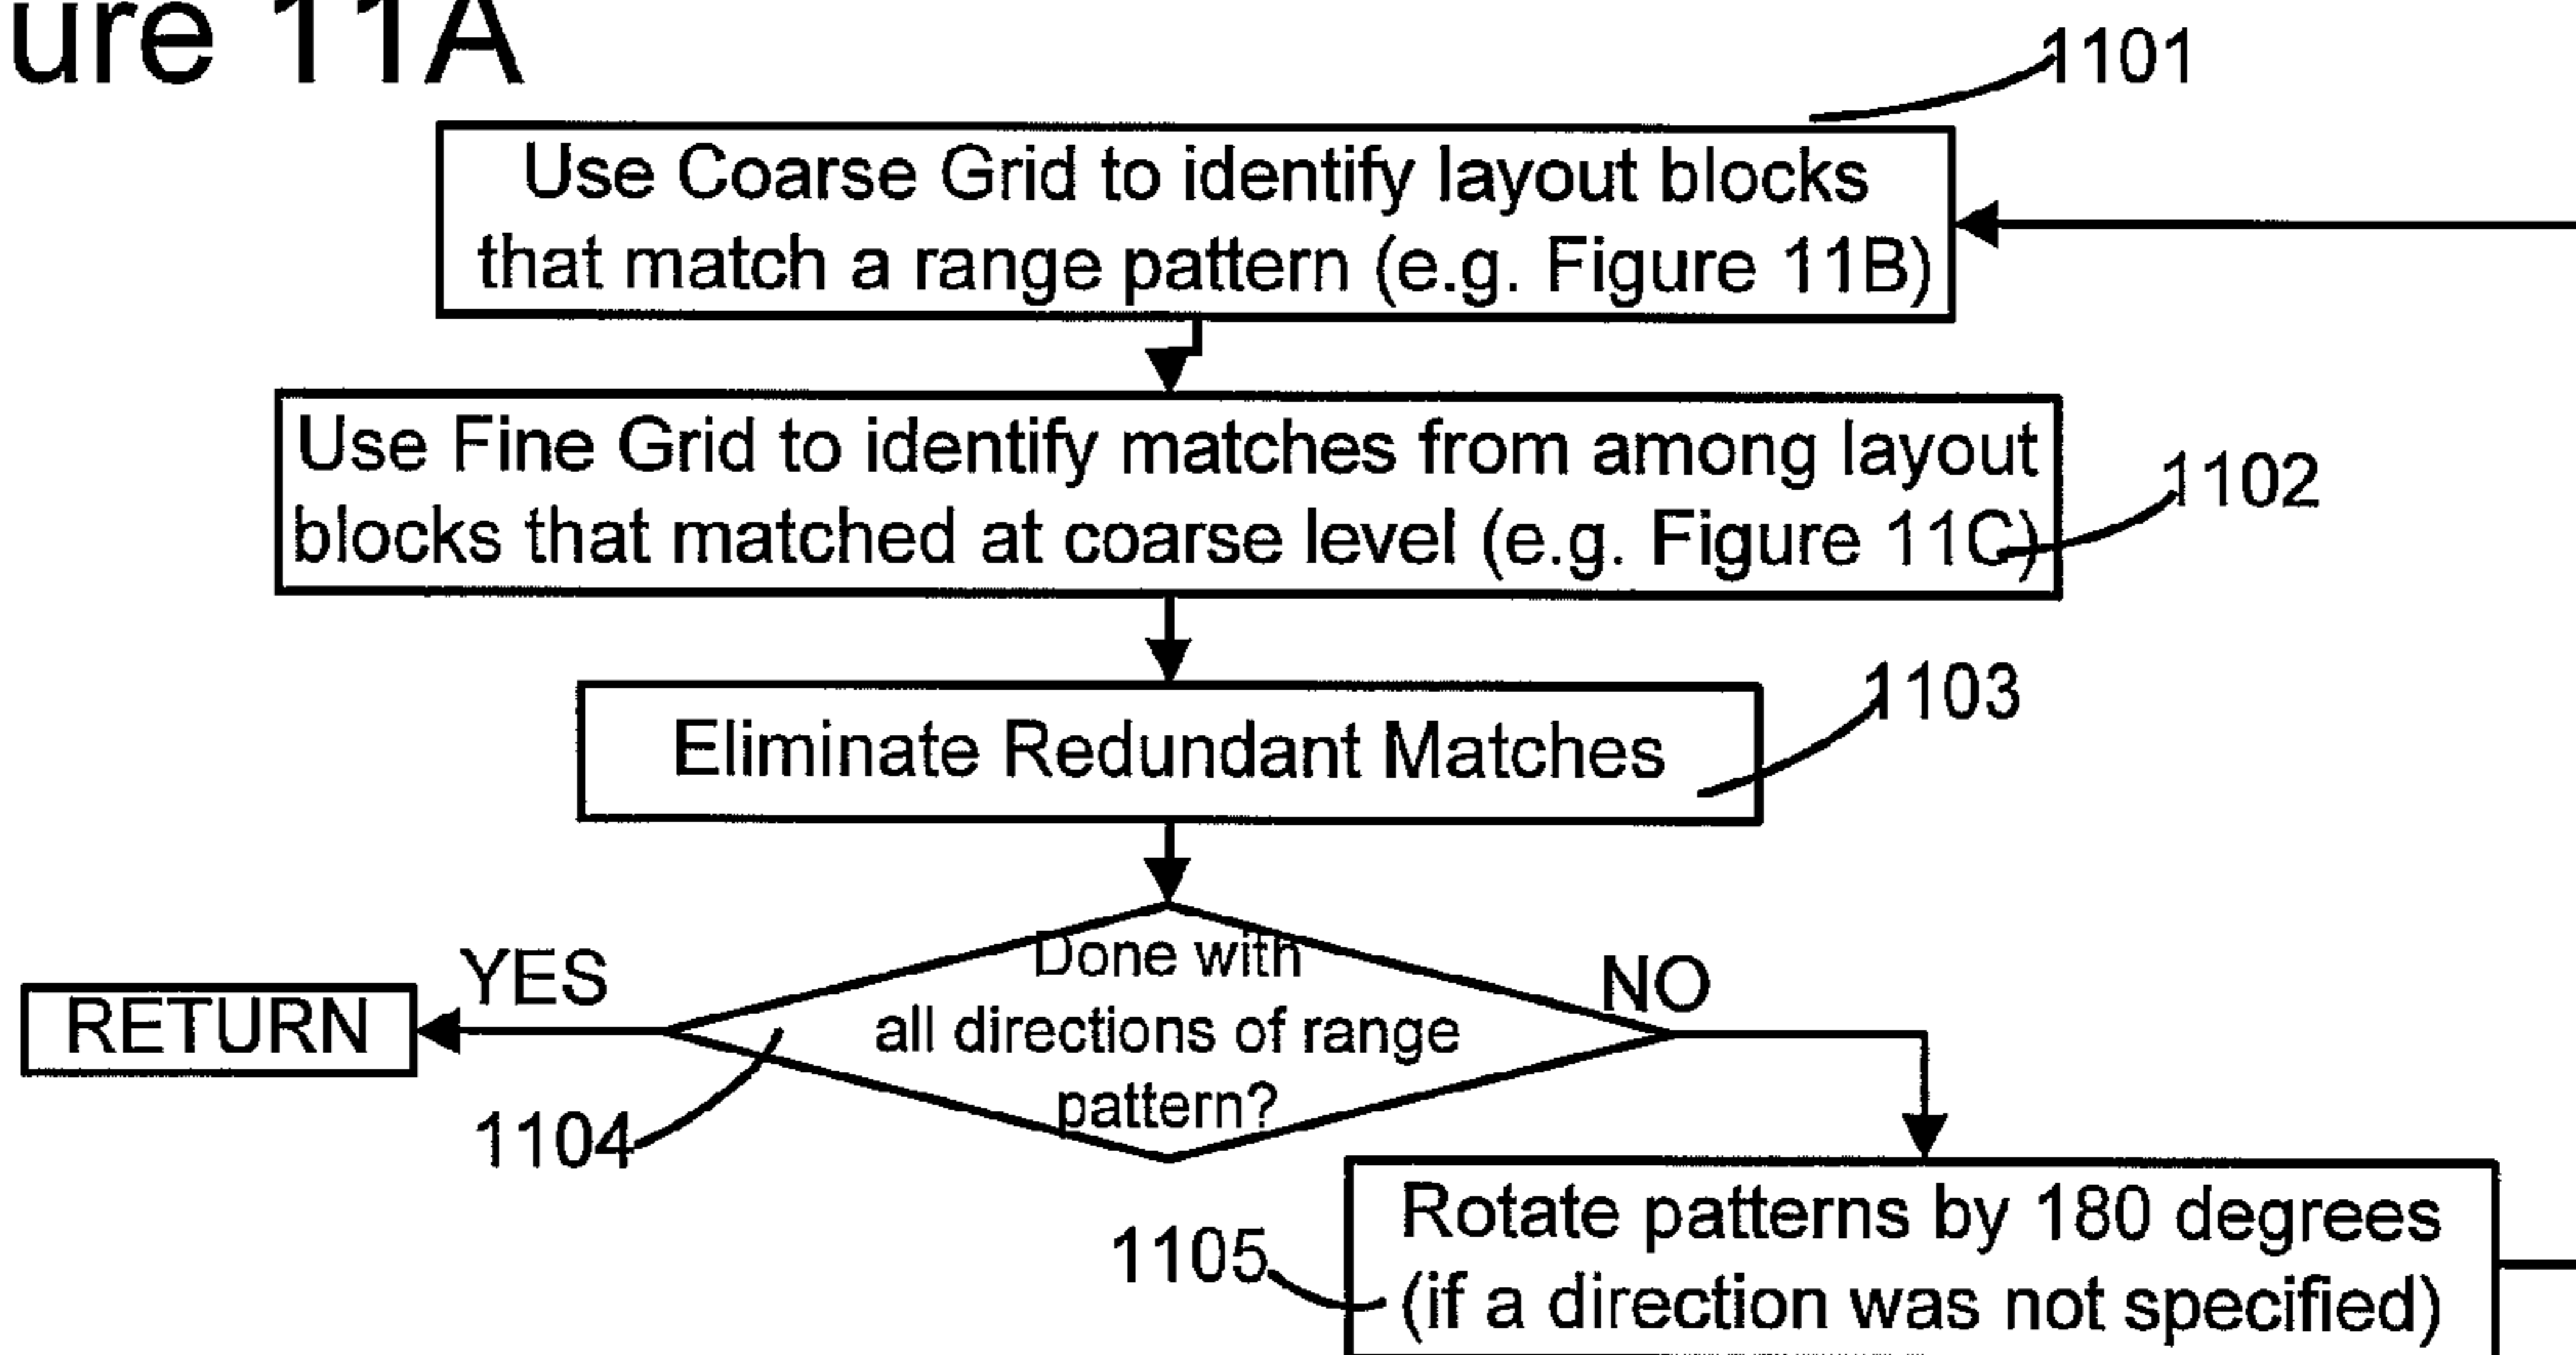 ure 11A
1101
Use Coarse Grid to identify layout blocks
that match a range pattern (e.g. Figure 11B)
Use Fine Grid to identify matches from among layout
blocks that matched at coarse level (e.g. Figure 11C)
1102
1103
Eliminate Redundant Matches
Done with
all directions of range
pattern?
YES
NO
RETURN
1104
Rotate patterns by 180 degrees
(if a direction was not specified)
1105